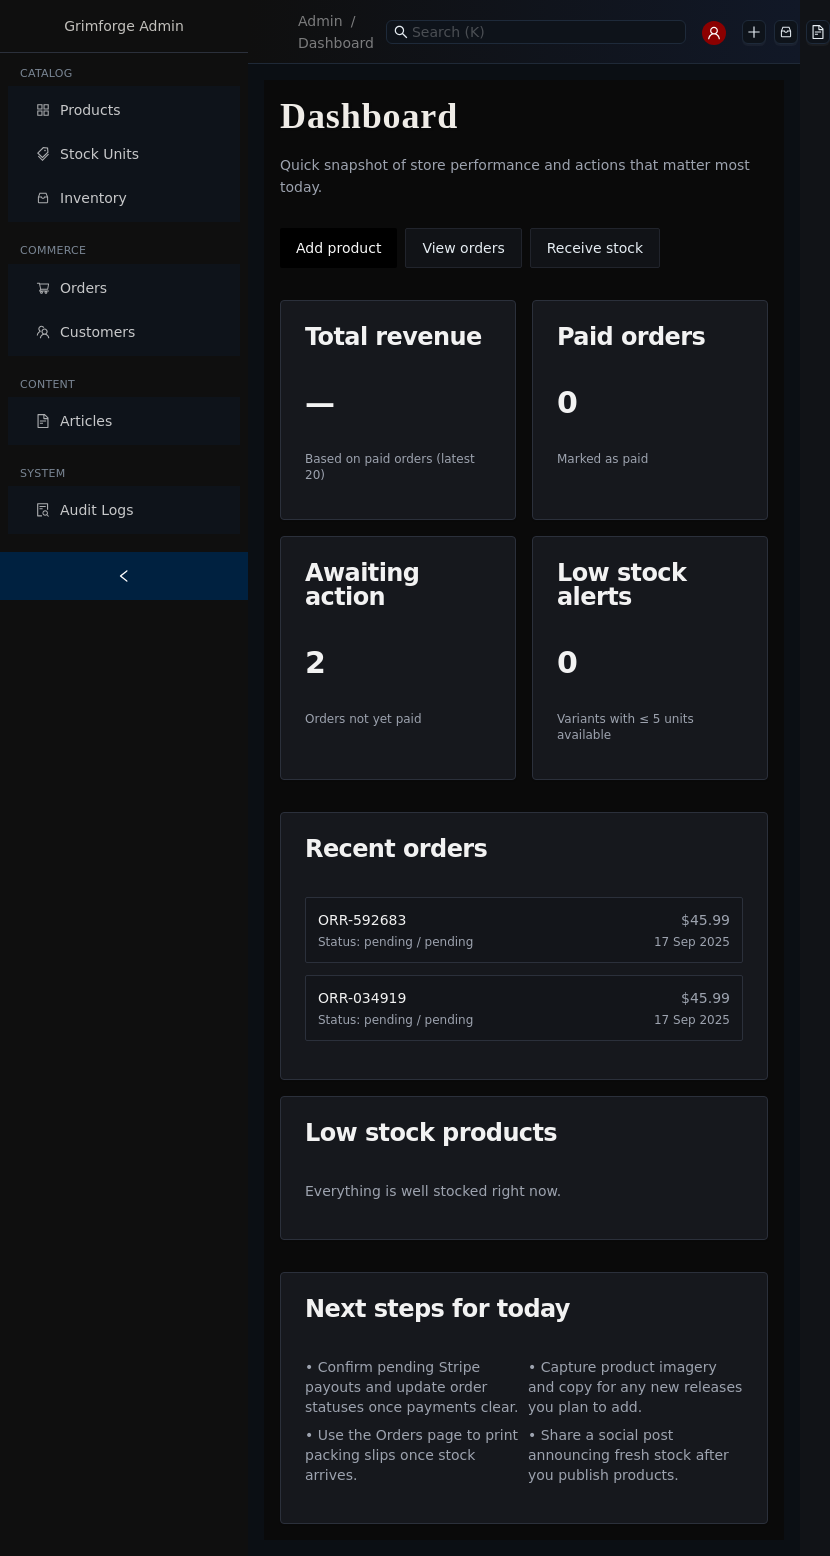 Grimforge Admin
CATALOG
Products
Stock Units
Inventory
COMMERCE
Orders
Customers
CONTENT
Articles
SYSTEM
Audit Logs
Admin /
Dashboard
Search (K)
Dashboard
Quick snapshot of store performance and actions that matter most
today.
Add product
View orders
Receive stock
Total revenue
—
Based on paid orders (latest
20)
Paid orders
0
Marked as paid
Awaiting
action
2
Orders not yet paid
Low stock
alerts
0
Variants with ≤ 5 units
available
Recent orders
ORR-592683 $45.99
Status: pending / pending 17 Sep 2025
ORR-034919 $45.99
Status: pending / pending 17 Sep 2025
Low stock products
Everything is well stocked right now.
Next steps for today
• Confirm pending Stripe
payouts and update order
statuses once payments clear.
• Capture product imagery
and copy for any new releases
you plan to add.
• Use the Orders page to print
packing slips once stock
arrives.
• Share a social post
announcing fresh stock after
you publish products.